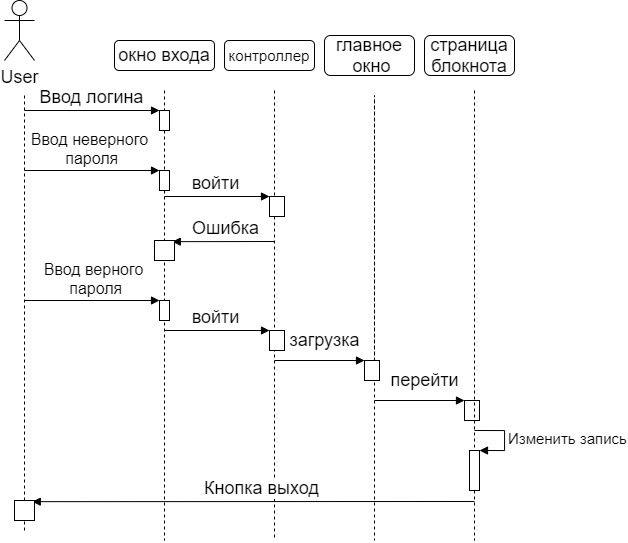 User
окно входа
контроллер
главное
окно
страница
блокнота
Ввод логина
Ввод неверного
пароля
войти
Ошибка
Ввод верного
пароля
войти
загрузка
перейти
Изменить запись
Кнопка выход